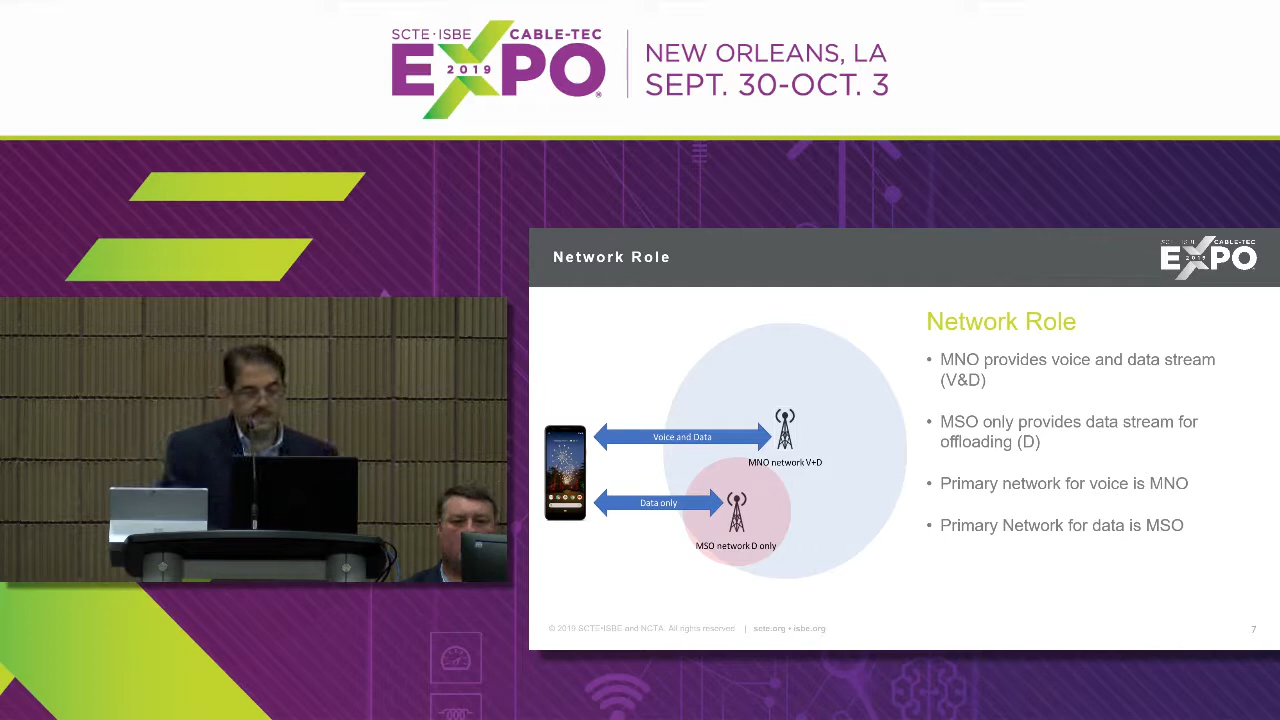 SCTE·ISBE CABLE-TEC
EXPO
2019
NEW ORLEANS, LA
SEPT. 30-OCT. 3
Network Role
SCTE·ISBE CABLE-TEC
EXPO
2019
Network Role
• MNO provides voice and data stream
(V&D)
• MSO only provides data stream for
offloading (D)
• Primary network for voice is MNO
• Primary Network for data is MSO
Voice and Data
MNO network V+D
Data only
MSO network D only
© 2019 SCTE•ISBE and NCTA. All rights reserved. | scte.org • isbe.org
7